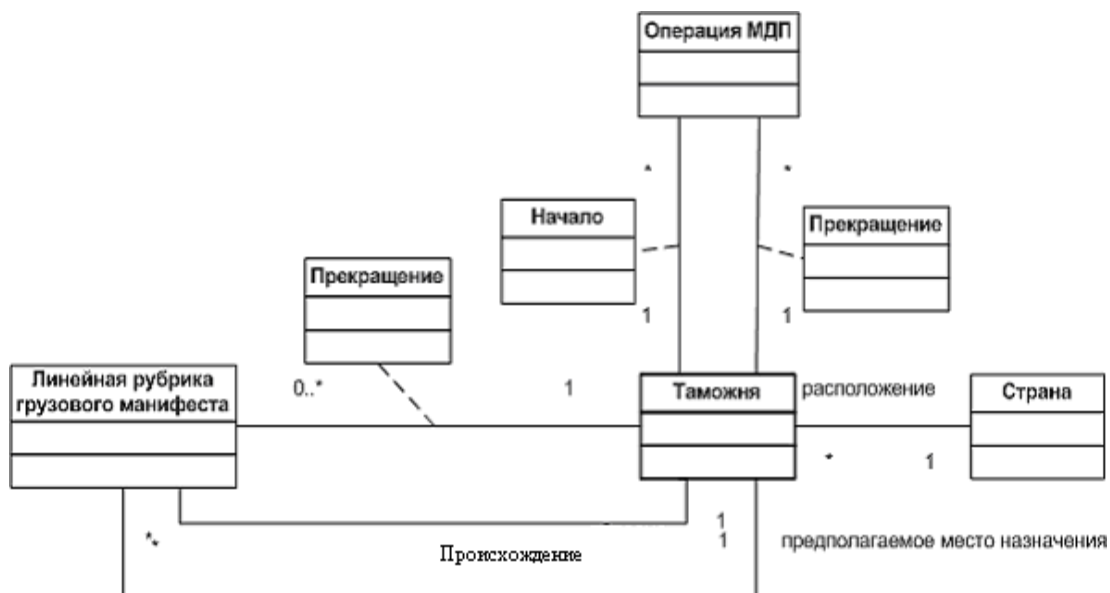 Операция МДП
*
*
Начало
Прекращение
Прекращение
1
1
Линейная рубрика
грузового манифеста
0..*
1
Таможня
расположение
Страна
*
1
*
*
1
1
Происхождение
предполагаемое место назначения